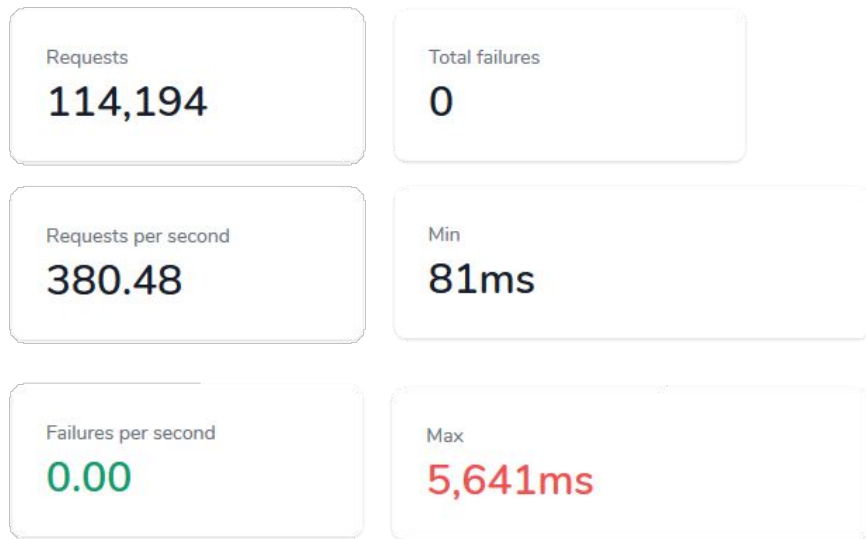 Requests
114,194
Total failures
0
Requests per second
380.48
Min
81ms
Failures per second
0.00
Max
5,641ms